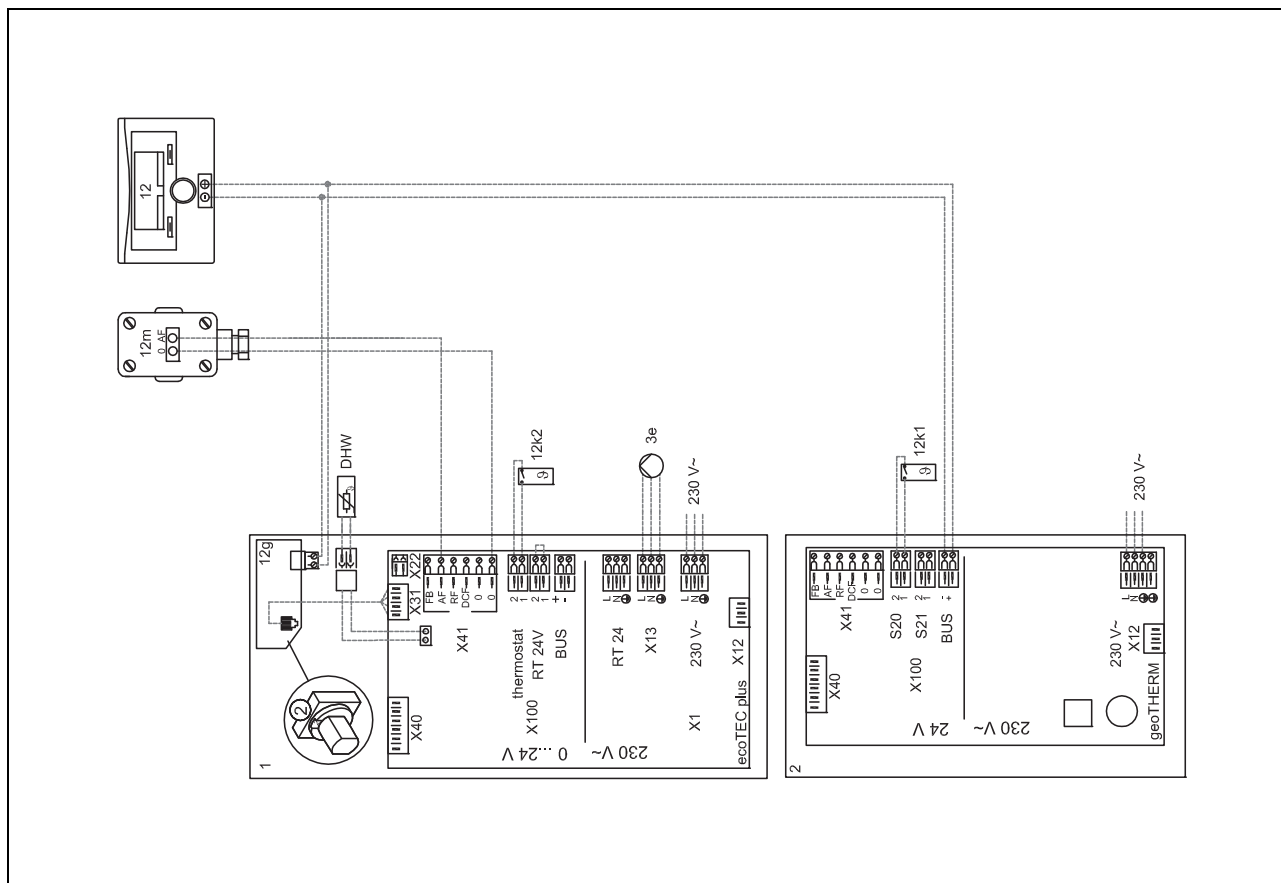 12
12m
0 AF
DHW
12k2
3e
230 V~
12k1
230 V~
12g
1
2
X22
X31
X41
FB
AF
RF
DCF
0
0
X40
thermostat
2
1
RT 24V
2
1
X100
BUS
+
-
0...24 V
230 V~
RT 24
L
N
X13
L
N
230 V~
L
N
X1
X12
ecoTEC plus
2
X41
FB
AF
RF
DCF
0
0
X40
S20
2
1
S21
2
1
X100
BUS
-
+
24 V
230 V~
L
N
230 V~
X12
geoTHERM